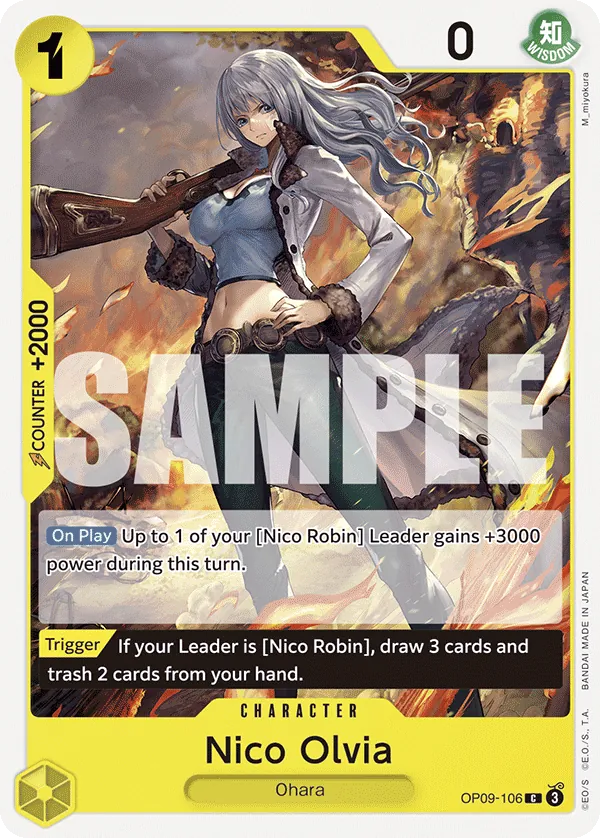 1
0
知
WISDOM
M_miyokura
COUNTER +2000
SAMPLE
On Play Up to 1 of your [Nico Robin] Leader gains +3000
power during this turn.
Trigger If your Leader is [Nico Robin], draw 3 cards and
trash 2 cards from your hand.
CHARACTER
Nico Olvia
Ohara
OP09-106 C 3
©E.O/S ©E.O./S., T.A. BANDAI MADE IN JAPAN